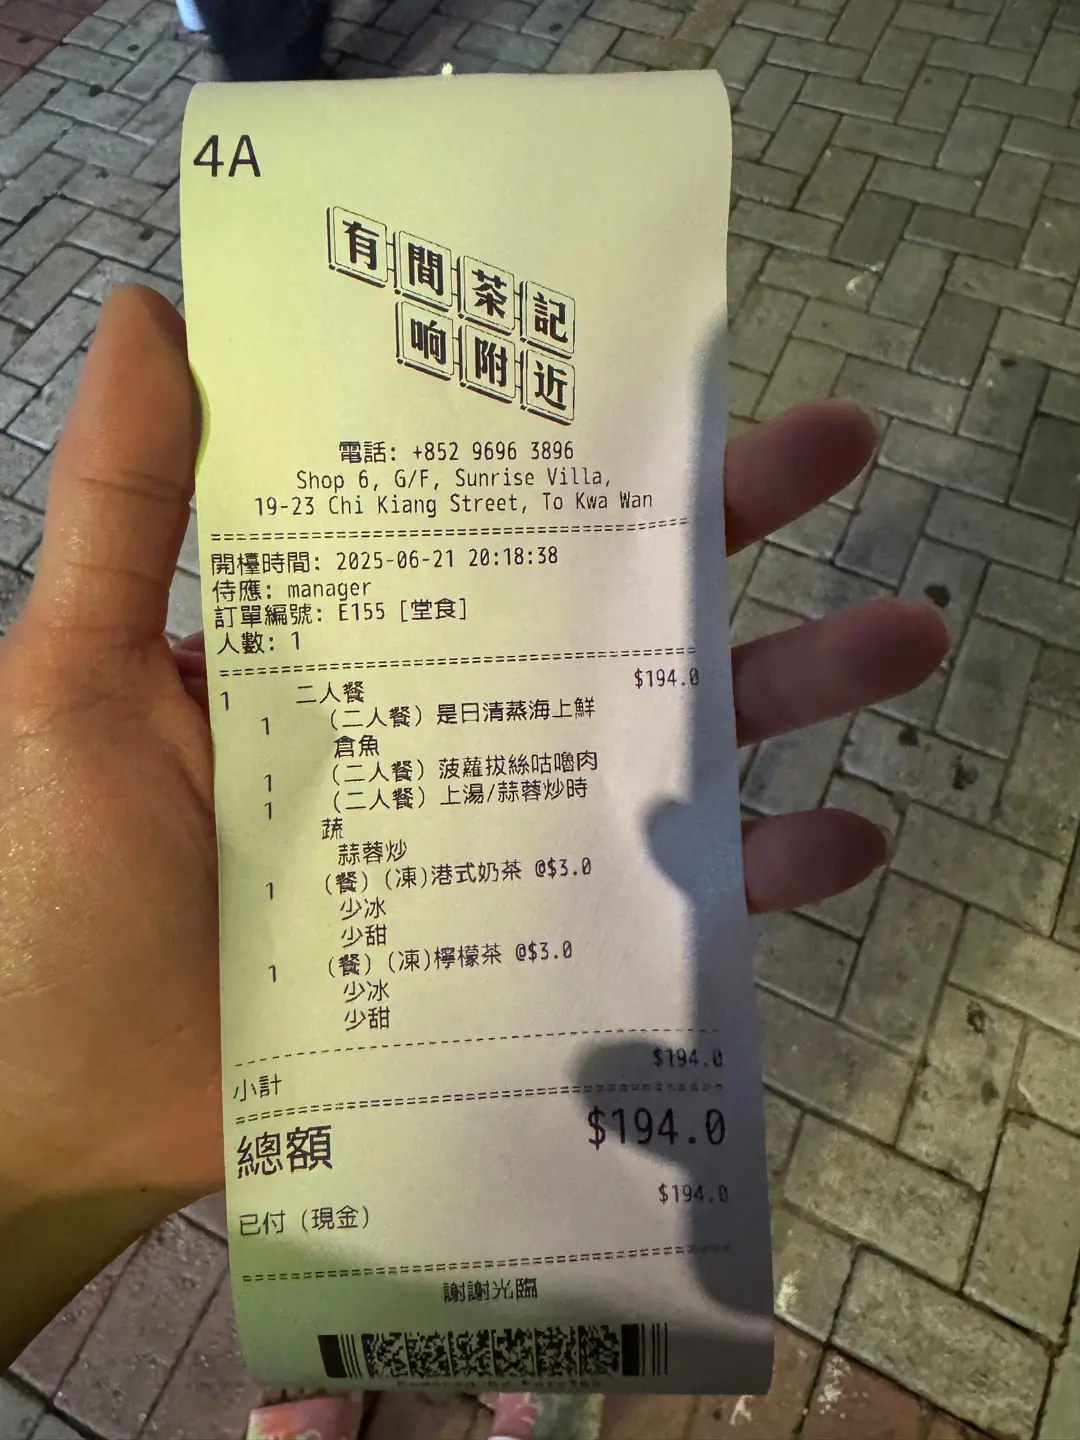 4A
有間茶記
响附近
電話: +852 9696 3896
Shop 6, G/F, Sunrise Villa,
19-23 Chi Kiang Street, To Kwa Wan
開檯時間: 2025-06-21 20:18:38
侍應: manager
訂單編號: E155 [堂食]
人數: 1
1 二人餐 $194.0
1 (二人餐) 是日清蒸海上鮮
倉魚
1 (二人餐) 菠蘿拔絲咕嚕肉
1 (二人餐) 上湯/蒜蓉炒時
蔬
蒜蓉炒
1 (餐) (凍)港式奶茶 @$3.0
少冰
少甜
1 (餐) (凍)檸檬茶 @$3.0
少冰
少甜
小計 $194.0
總額 $194.0
已付 (現金) $194.0
謝謝光臨